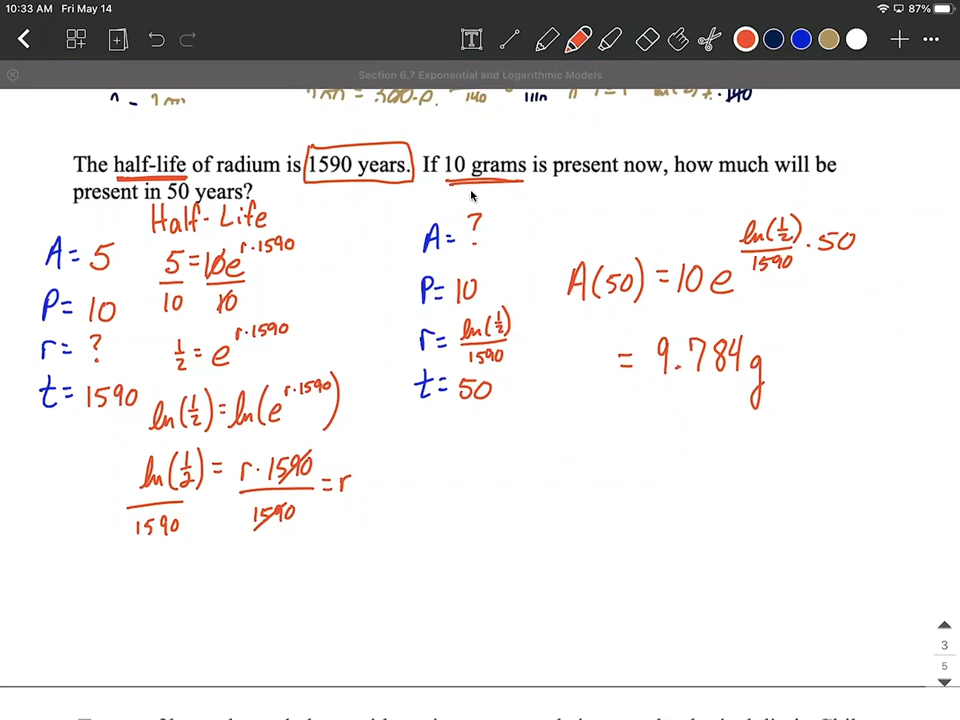 10:33 AM Fri May 14
87%
Section 6.7 Exponential and Logarithmic Models
The half-life of radium is 1590 years. If 10 grams is present now, how much will be
present in 50 years?
Half-Life
A = 5
P = 10
r = ?
t = 1590
5 = 10e^{r·1590}
10 10
1/2 = e^{r·1590}
ln(1/2) = ln(e^{r·1590})
ln(1/2) = r·1590 = r
1590 1590
A = ?
P = 10
r = ln(1/2)/1590
t = 50
A(50) = 10 e^{ln(1/2)/1590 · 50}
= 9.784 g
3
5